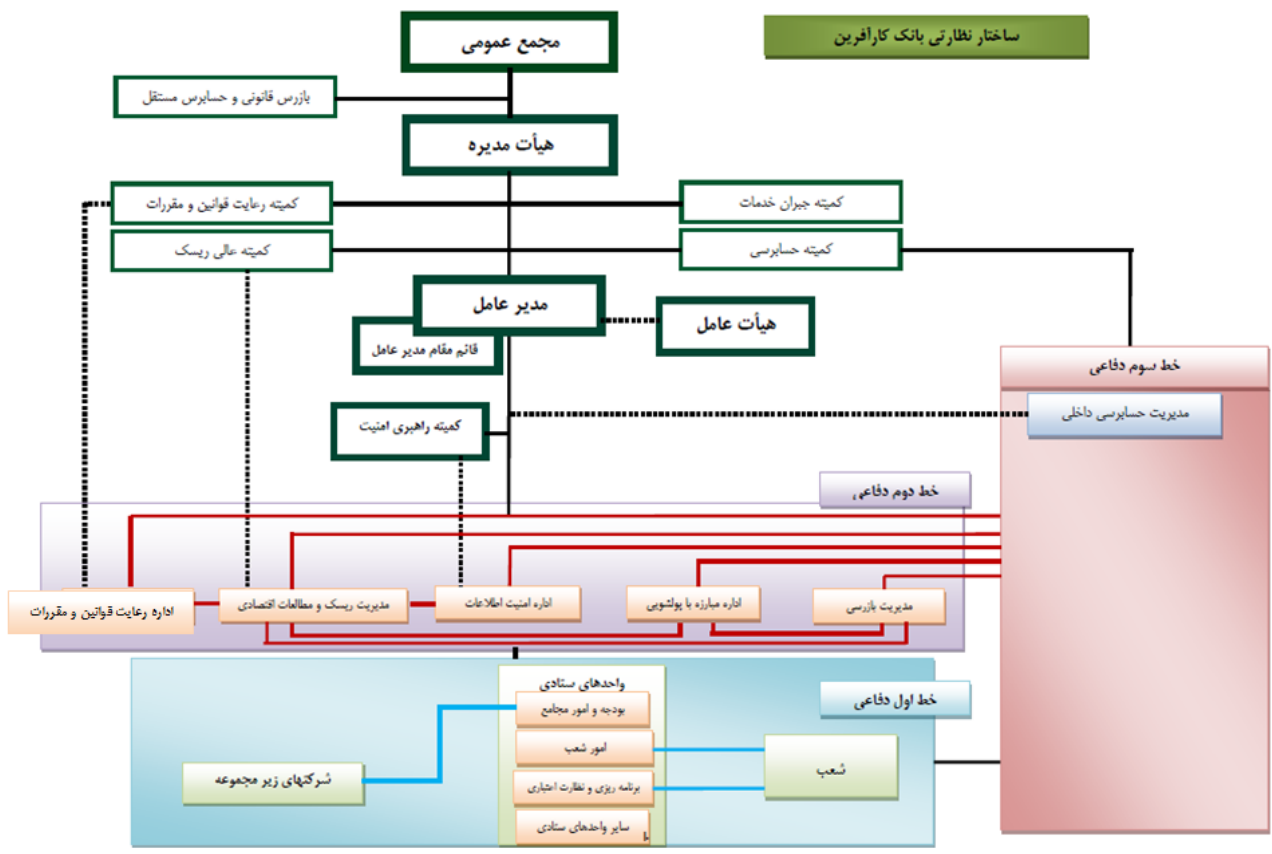 ساختار نظارتی بانک کارآفرین
مجمع عمومی
بازرس قانونی و حسابرس مستقل
هیأت مدیره
کمیته جبران خدمات
کمیته رعایت قوانین و مقررات
کمیته حسابرسی
کمیته عالی ریسک
مدیر عامل
هیأت عامل
قائم مقام مدیر عامل
خط سوم دفاعی
مدیریت حسابرسی داخلی
کمیته راهبری امنیت
خط دوم دفاعی
مدیریت بازرسی
اداره مبارزه با پولشویی
اداره امنیت اطلاعات
مدیریت ریسک و مطالعات اقتصادی
اداره رعایت قوانین و مقررات
خط اول دفاعی
واحدهای ستادی
بودجه و امور مجامع
امور شعب
برنامه ریزی و نظارت اعتباری
سایر واحدهای ستادی
شعب
شرکتهای زیر مجموعه